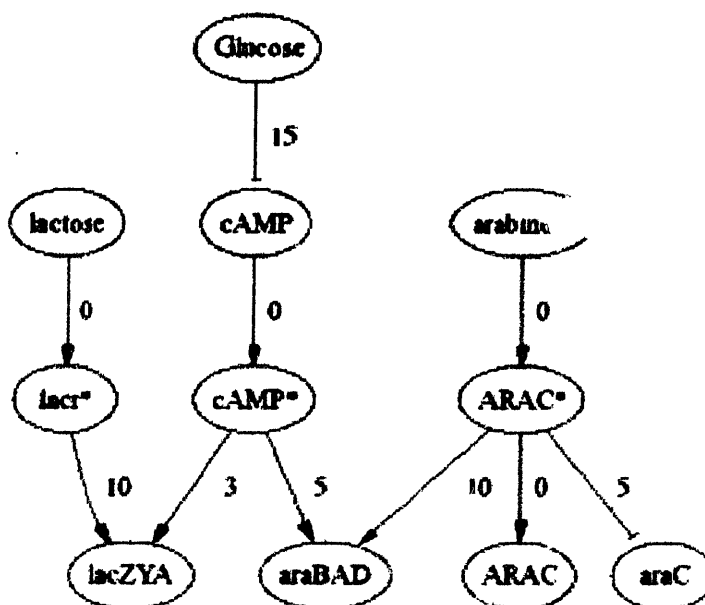 Glucose
15
lactose cAMP
0 0 0
lacr* cAMP* ARAC*
10 3 5 10 0 5
lacZYA araBAD ARAC araC